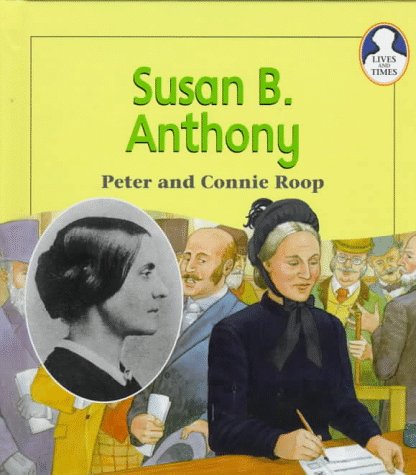 LIVES
AND
TIMES
Susan B.
Anthony
Peter and Connie Roop